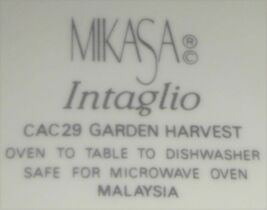 MIKASA ®©
Intaglio
CAC29 GARDEN HARVEST
OVEN TO TABLE TO DISHWASHER
SAFE FOR MICROWAVE OVEN
MALAYSIA